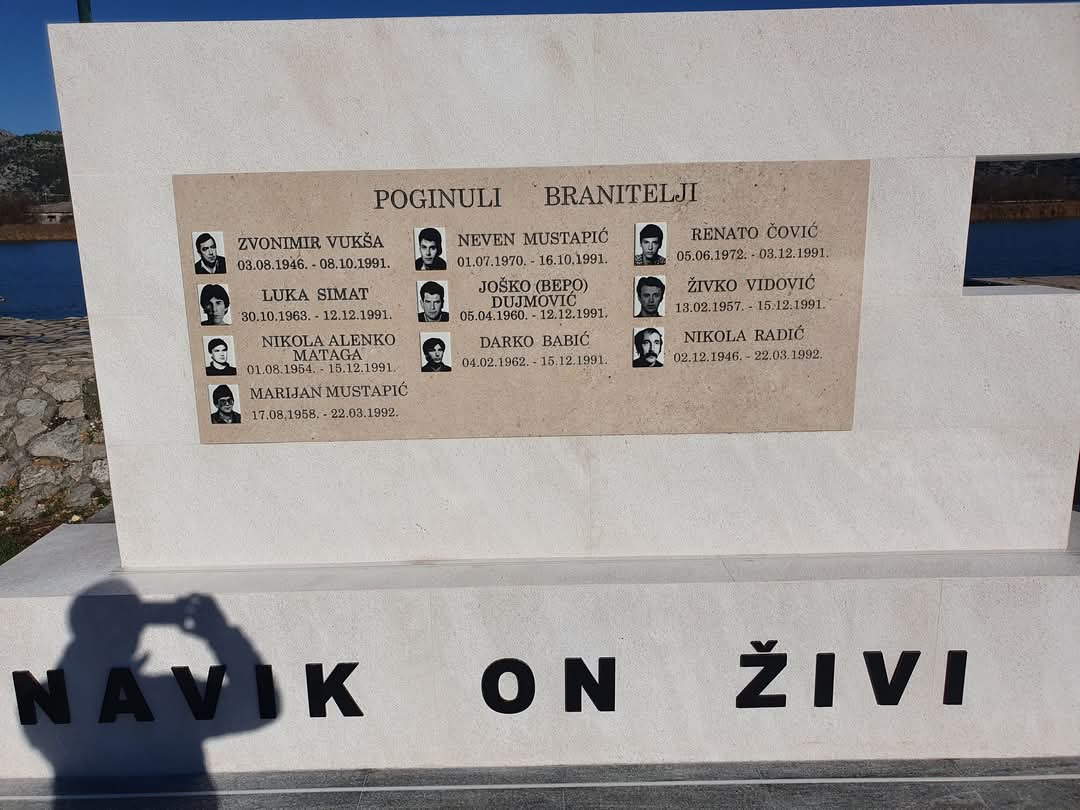 POGINULI BRANITELJI
ZVONIMIR VUKŠA
03.08.1946. - 08.10.1991.
NEVEN MUSTAPIĆ
01.07.1970. - 16.10.1991.
RENATO ČOVIĆ
05.06.1972. - 03.12.1991.
LUKA SIMAT
30.10.1963. - 12.12.1991.
JOŠKO (BEPO)
DUJMOVIĆ
05.04.1960. - 12.12.1991.
ŽIVKO VIDOVIĆ
13.02.1957. - 15.12.1991.
NIKOLA ALENKO
MATAGA
01.08.1954. - 15.12.1991.
DARKO BABIĆ
04.02.1962. - 15.12.1991.
NIKOLA RADIĆ
02.12.1946. - 22.03.1992.
MARIJAN MUSTAPIĆ
17.08.1958. - 22.03.1992.
NAVIK ON ŽIVI